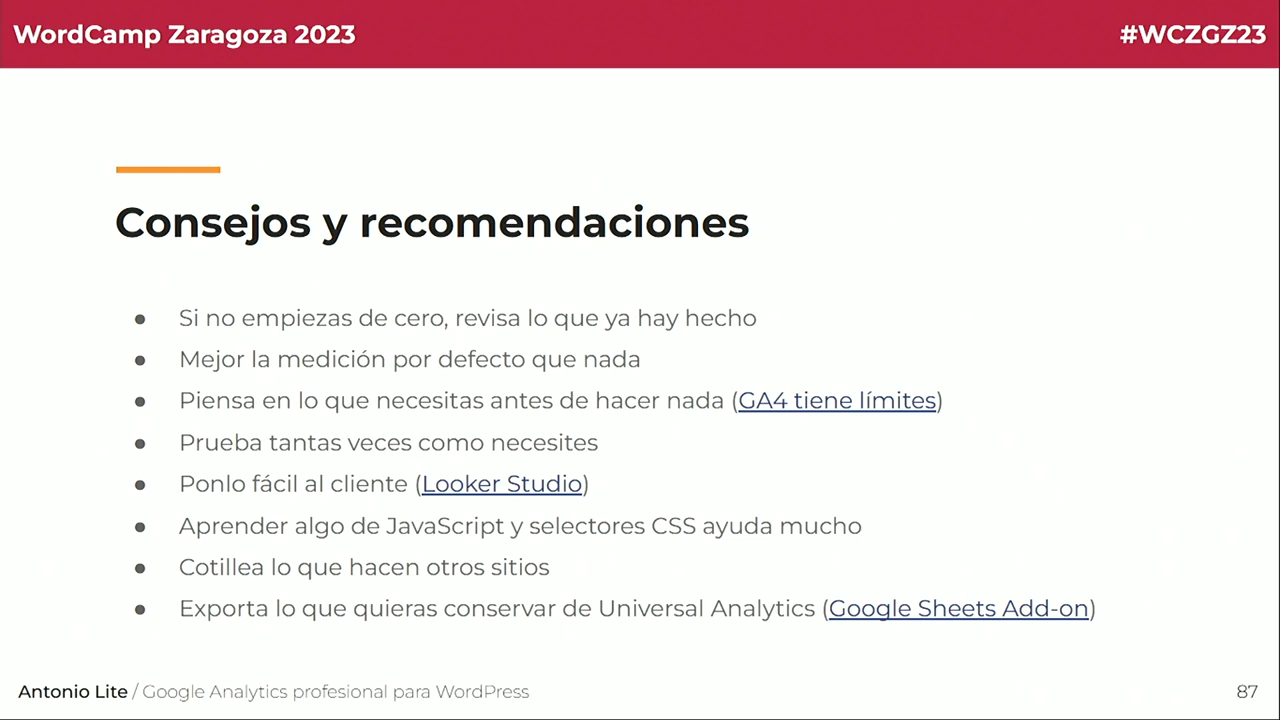 WordCamp Zaragoza 2023
#WCZGZ23
Consejos y recomendaciones
● Si no empiezas de cero, revisa lo que ya hay hecho
● Mejor la medición por defecto que nada
● Piensa en lo que necesitas antes de hacer nada (GA4 tiene límites)
● Prueba tantas veces como necesites
● Ponlo fácil al cliente (Looker Studio)
● Aprender algo de JavaScript y selectores CSS ayuda mucho
● Cotillea lo que hacen otros sitios
● Exporta lo que quieras conservar de Universal Analytics (Google Sheets Add-on)
Antonio Lite / Google Analytics profesional para WordPress
87